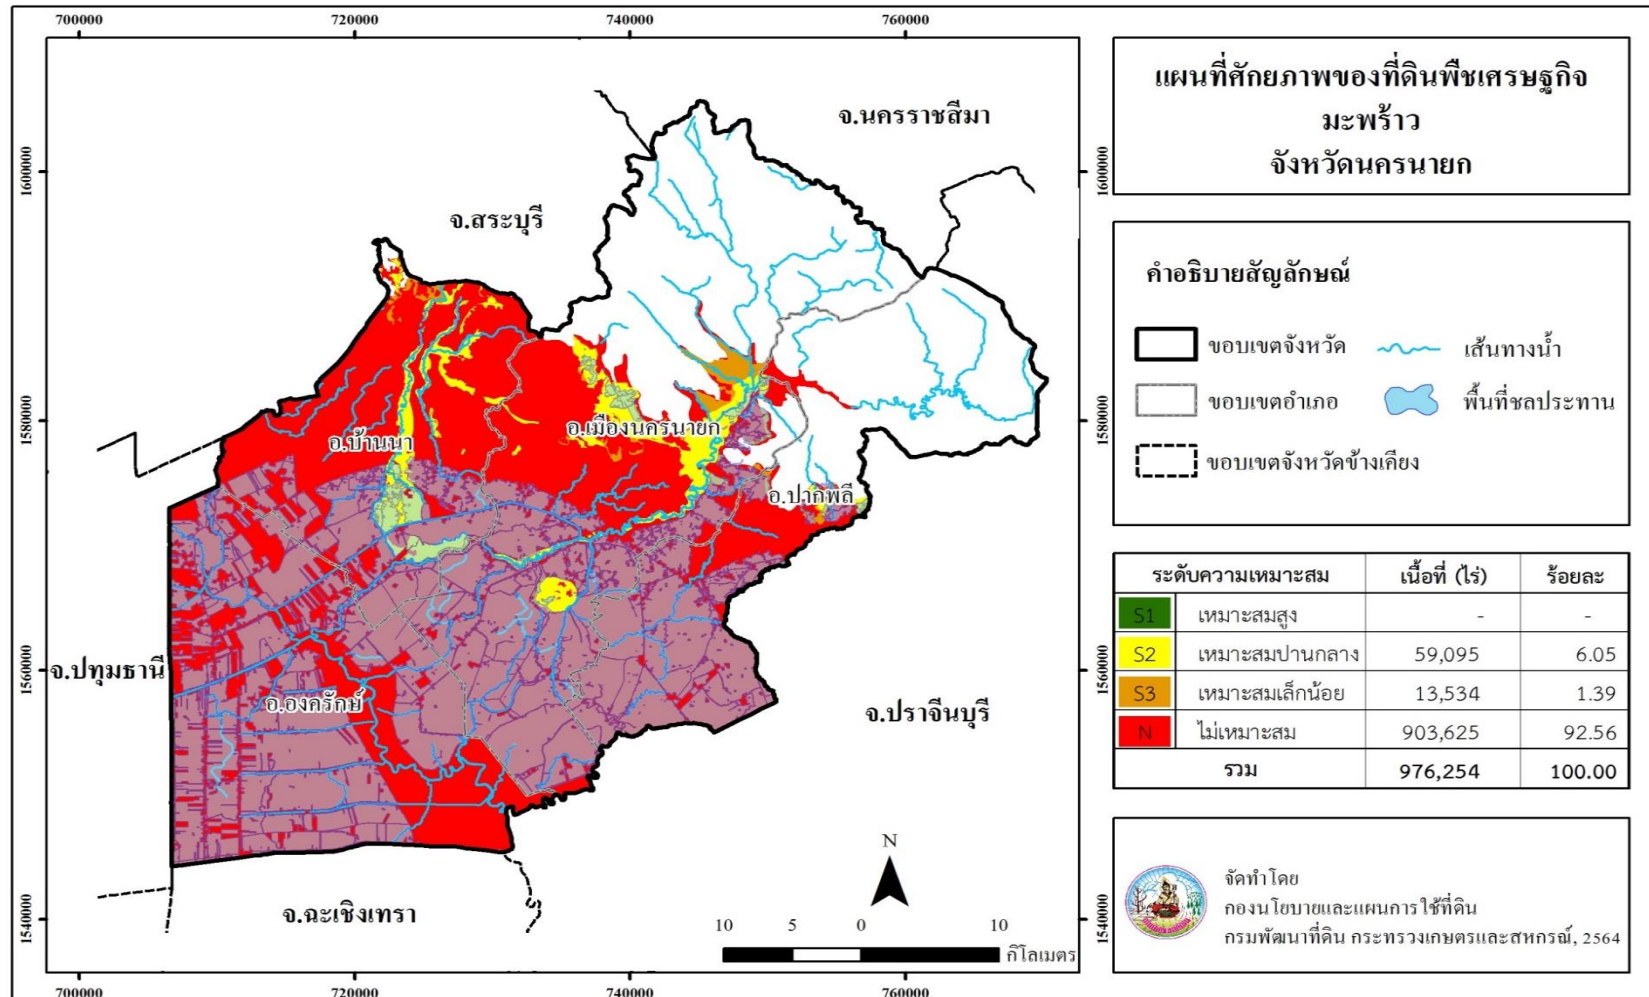 700000 720000 740000 760000
แผนที่ศักยภาพของที่ดินพืชเศรษฐกิจ
มะพร้าว
จังหวัดนครนายก
จ.นครราชสีมา
1600000 1600000
จ.สระบุรี
คำอธิบายสัญลักษณ์
ขอบเขตจังหวัด เส้นทางน้ำ
ขอบเขตอำเภอ พื้นที่ชลประทาน
ขอบเขตจังหวัดข้างเคียง
1580000 1580000
อ.บ้านนา
อ.เมืองนครนายก
อ.ปากพลี
ระดับความเหมาะสม เนื้อที่ (ไร่) ร้อยละ
S1 เหมาะสมสูง - -
S2 เหมาะสมปานกลาง 59,095 6.05
S3 เหมาะสมเล็กน้อย 13,534 1.39
N ไม่เหมาะสม 903,625 92.56
รวม 976,254 100.00
จ.ปทุมธานี
1560000 1560000
อ.องครักษ์
จ.ปราจีนบุรี
N
จ.ฉะเชิงเทรา
1540000 1540000
10 5 0 10
กิโลเมตร
จัดทำโดย
กองนโยบายและแผนการใช้ที่ดิน
กรมพัฒนาที่ดิน กระทรวงเกษตรและสหกรณ์, 2564
700000 720000 740000 760000